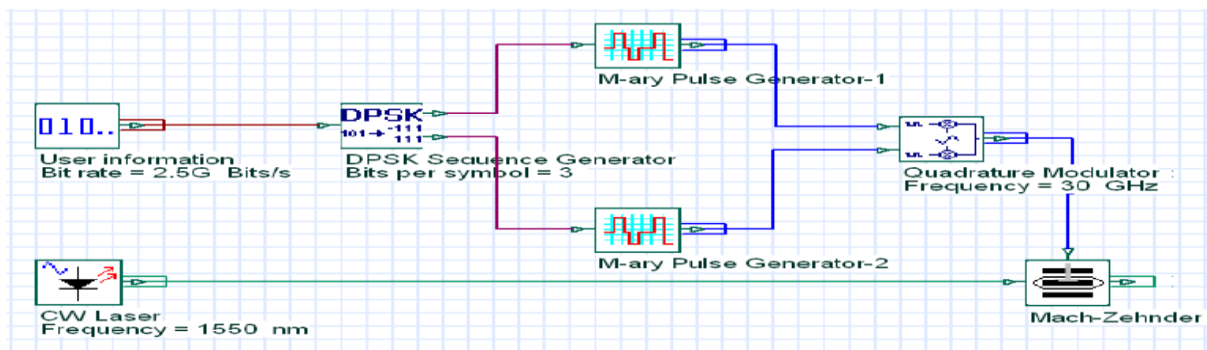 M-ary Pulse Generator-1
010..
DPSK
101→ -111
111
User information
Bit rate = 2.5G Bits/s
DPSK Sequence Generator
Bits per symbol = 3
Quadrature Modulator :
Frequency = 30 GHz
M-ary Pulse Generator-2
CW Laser
Frequency = 1550 nm
Mach-Zehnder